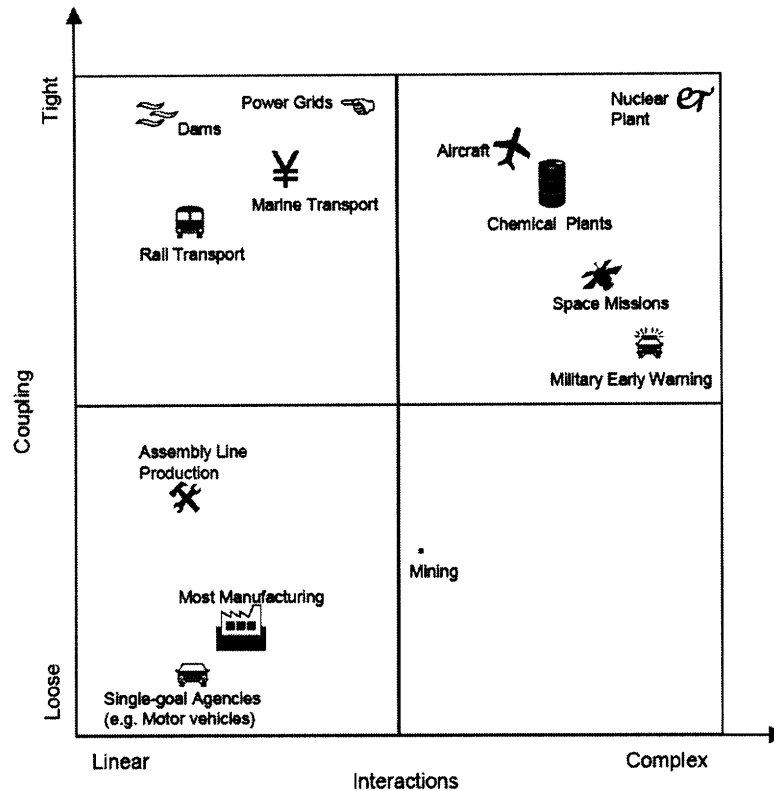 Tight
Power Grids
Dams
Marine Transport
Rail Transport
Nuclear
Plant
Aircraft
Chemical Plants
Space Missions
Military Early Warning
Coupling
Assembly Line
Production
Mining
Most Manufacturing
Single-goal Agencies
(e.g. Motor vehicles)
Loose
Linear
Complex
Interactions